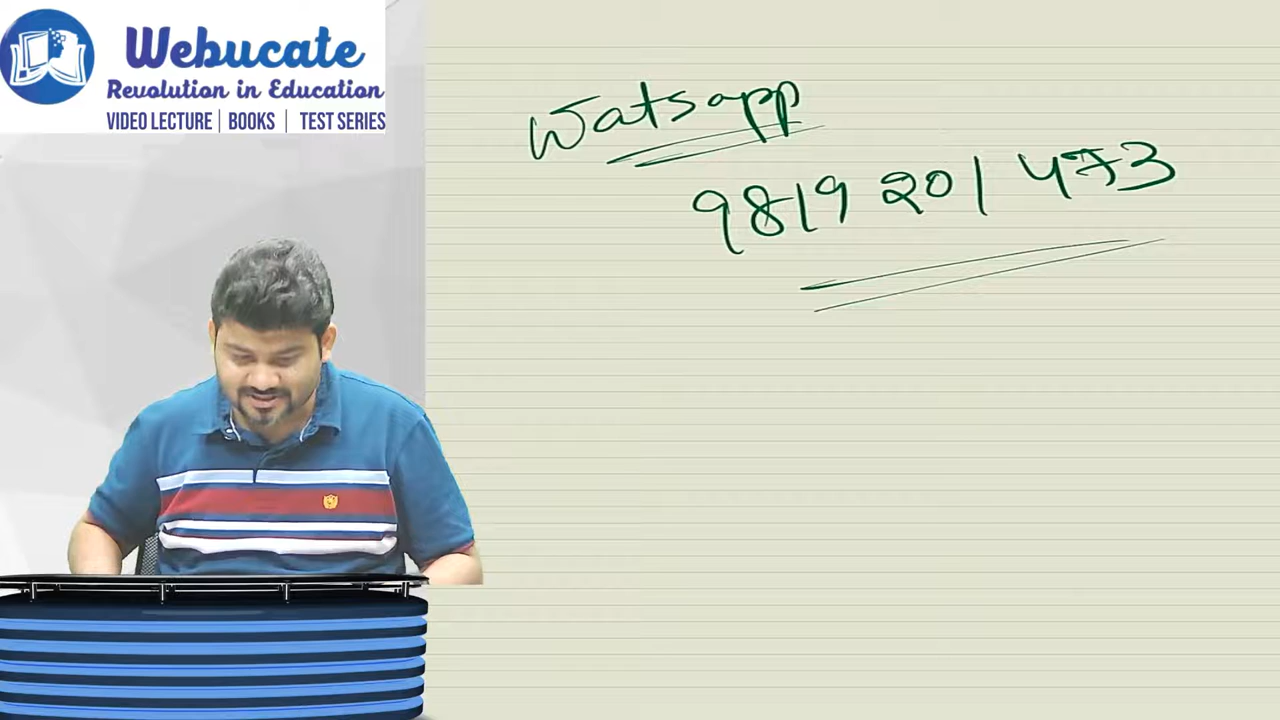 Webucate
Revolution in Education
VIDEO LECTURE | BOOKS | TEST SERIES
Watsapp
9819 201 473